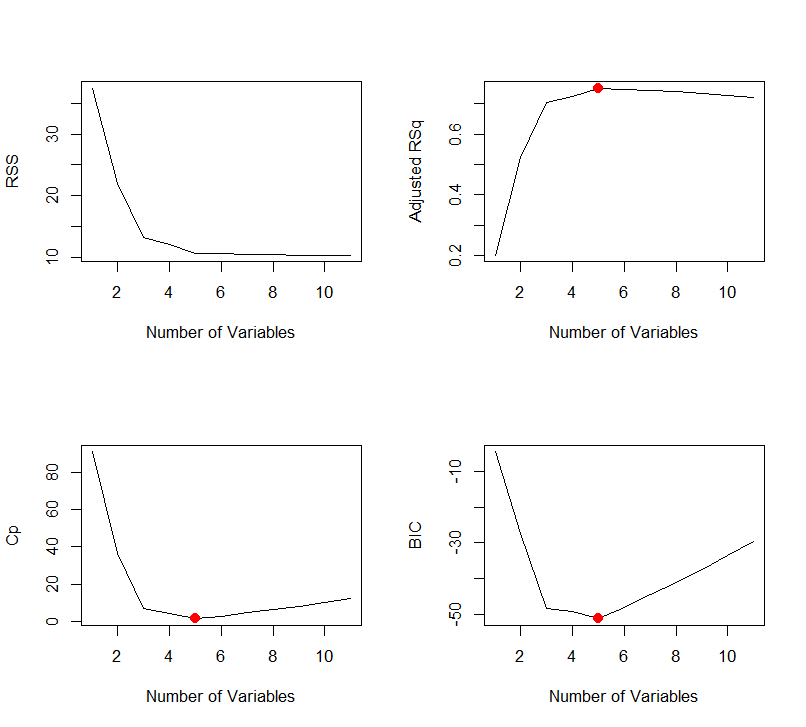 RSS
10 20 30
2 4 6 8 10
Number of Variables
Adjusted RSq
0.2 0.4 0.6
2 4 6 8 10
Number of Variables
Cp
0 20 40 60 80
2 4 6 8 10
Number of Variables
BIC
-50 -30 -10
2 4 6 8 10
Number of Variables